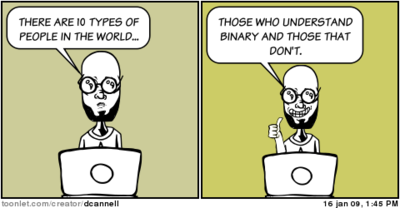 THERE ARE 10 TYPES OF
PEOPLE IN THE WORLD...
THOSE WHO UNDERSTAND
BINARY AND THOSE THAT
DON'T.
toonlet.com/creator/dcannell
16 jan 09, 1:45 PM